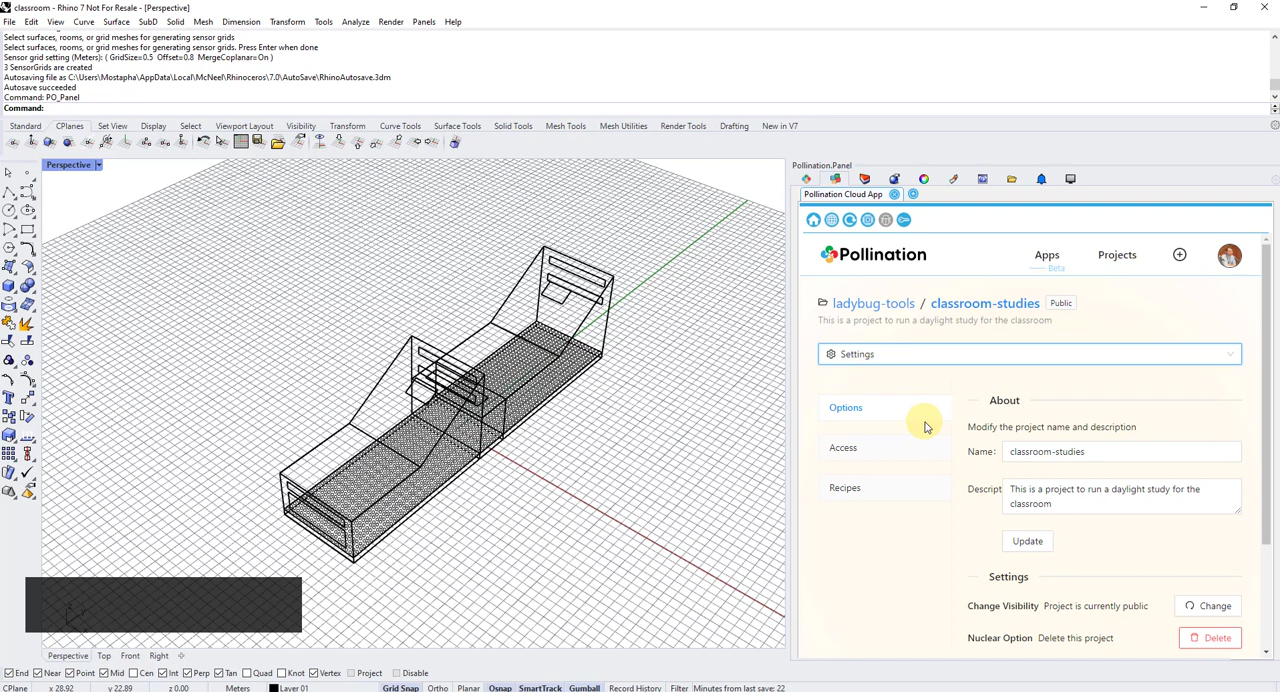 classroom - Rhino 7 Not For Resale - [Perspective]
File Edit View Curve Surface SubD Solid Mesh Dimension Transform Tools Analyze Render Panels Help
Select surfaces, rooms, or grid meshes for generating sensor grids
Select surfaces, rooms, or grid meshes for generating sensor grids. Press Enter when done
Sensor grid setting (Meters): ( GridSize=0.5 Offset=0.8 MergeCoplanar=On )
3 SensorGrids are created
Autosaving file as C:\Users\Mostapha\AppData\Local\McNeel\Rhinoceros\7.0\AutoSave\RhinoAutosave.3dm
Autosave succeeded
Command: PO_Panel
Command:
Standard CPlanes Set View Display Select Viewport Layout Visibility Transform Curve Tools Surface Tools Solid Tools Mesh Tools Mesh Utilities Render Tools Drafting New in V7
Perspective
Pollination.Panel
Pollination Cloud App
Pollination
Apps
Beta
Projects
ladybug-tools / classroom-studies Public
This is a project to run a daylight study for the classroom
Settings
Options
Access
Recipes
About
Modify the project name and description
Name: classroom-studies
Descript This is a project to run a daylight study for the
classroom
Update
Settings
Change Visibility Project is currently public Change
Nuclear Option Delete this project Delete
Perspective Top Front Right
End Near Point Mid Cen Int Perp Tan Quad Knot Vertex Project Disable
CPlane x 28.92 y 22.89 z 0.00 Meters Layer 01 Grid Snap Ortho Planar Osnap SmartTrack Gumball Record History Filter Minutes from last save: 22